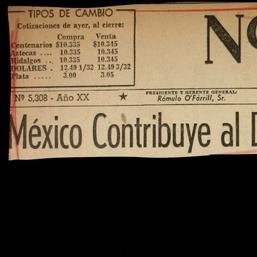 TIPOS DE CAMBIO
Cotizaciones de ayer, al cierre:
Compra Venta
Centenarios $10.335 $10.345
Aztecas .... 10.335 10.345
Hidalgos .. 10.335 10.345
DOLARES . 12.49 1/32 12.49 3/32
Plata ..... 3.00 3.05
NO
Nº 5,308 - Año XX ★
PRESIDENTE Y GERENTE GENERAL:
Rómulo O'Fárrill, Sr.
México Contribuye al D